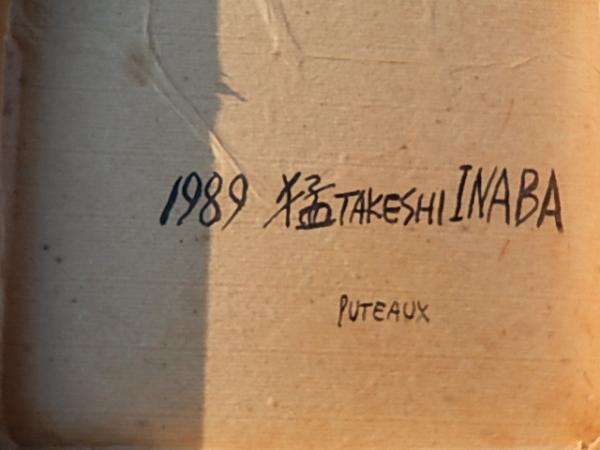 1989 猛 TAKESHI INABA
PUTEAUX